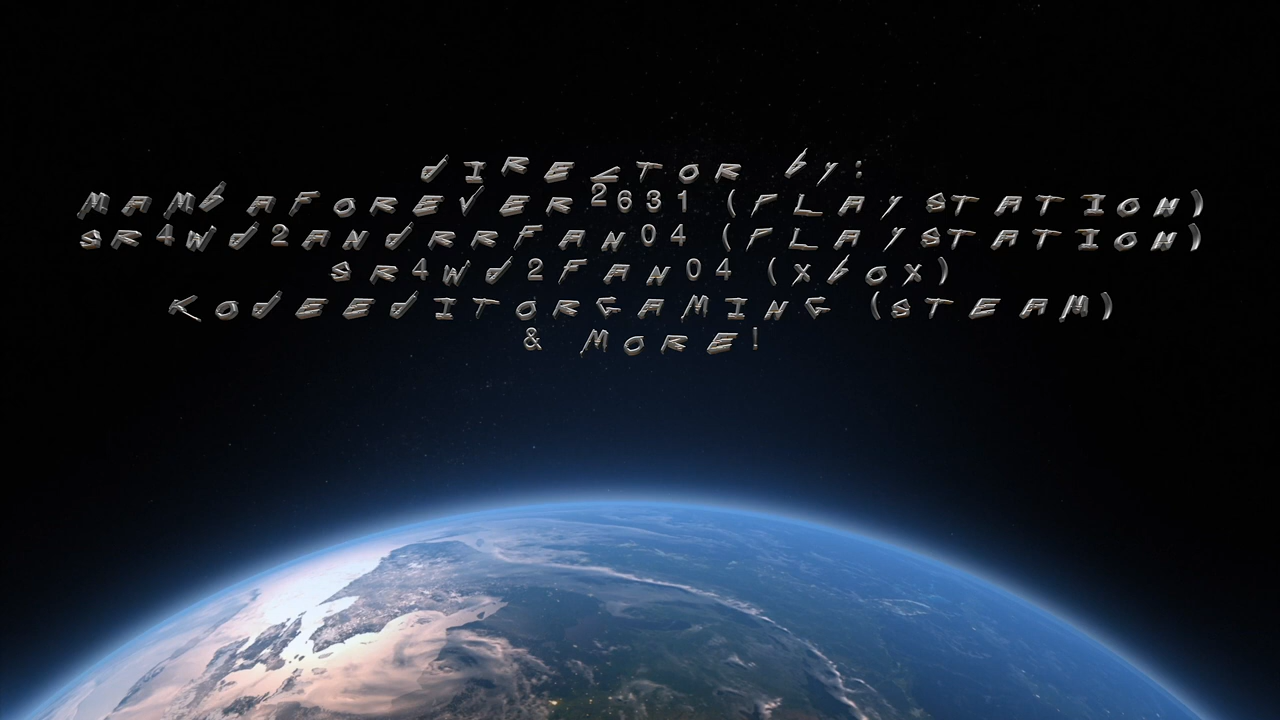 DIRECTOR BY:
MAMBAFOREVER2631 (PLAYSTATION)
SR4WD2ANDRRFAN04 (PLAYSTATION)
SR4WD2FAN04 (XBOX)
KODEEDITORGAMING (STEAM)
& MORE!